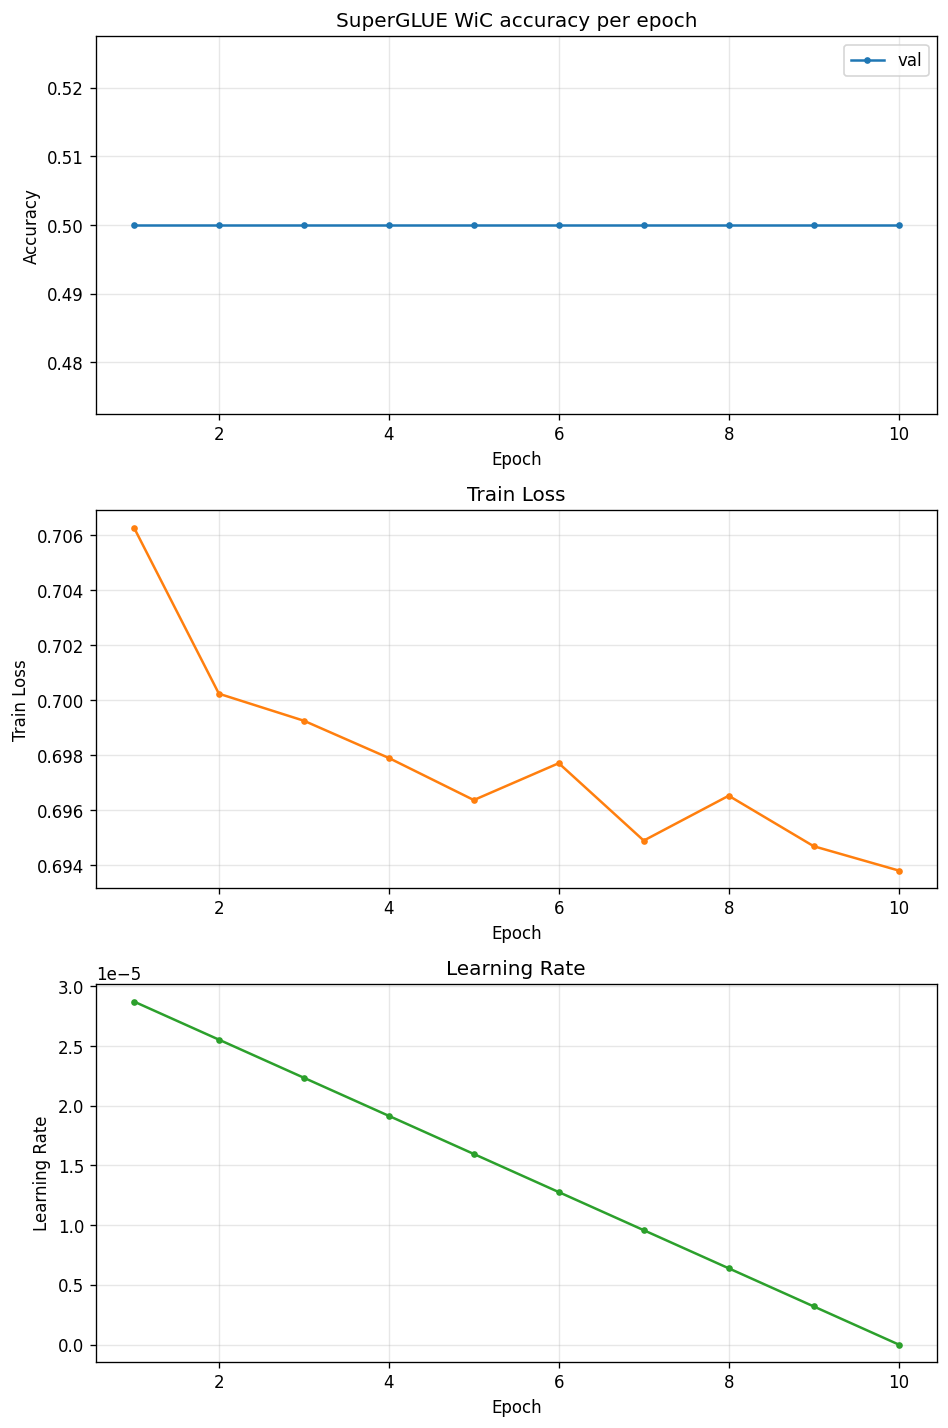 SuperGLUE WiC accuracy per epoch
val
0.52
0.51
0.50
0.49
0.48
Accuracy
2 4 6 8 10
Epoch
Train Loss
0.706
0.704
0.702
0.700
0.698
0.696
0.694
Train Loss
2 4 6 8 10
Epoch
Learning Rate
1e−5
3.0
2.5
2.0
1.5
1.0
0.5
0.0
Learning Rate
2 4 6 8 10
Epoch